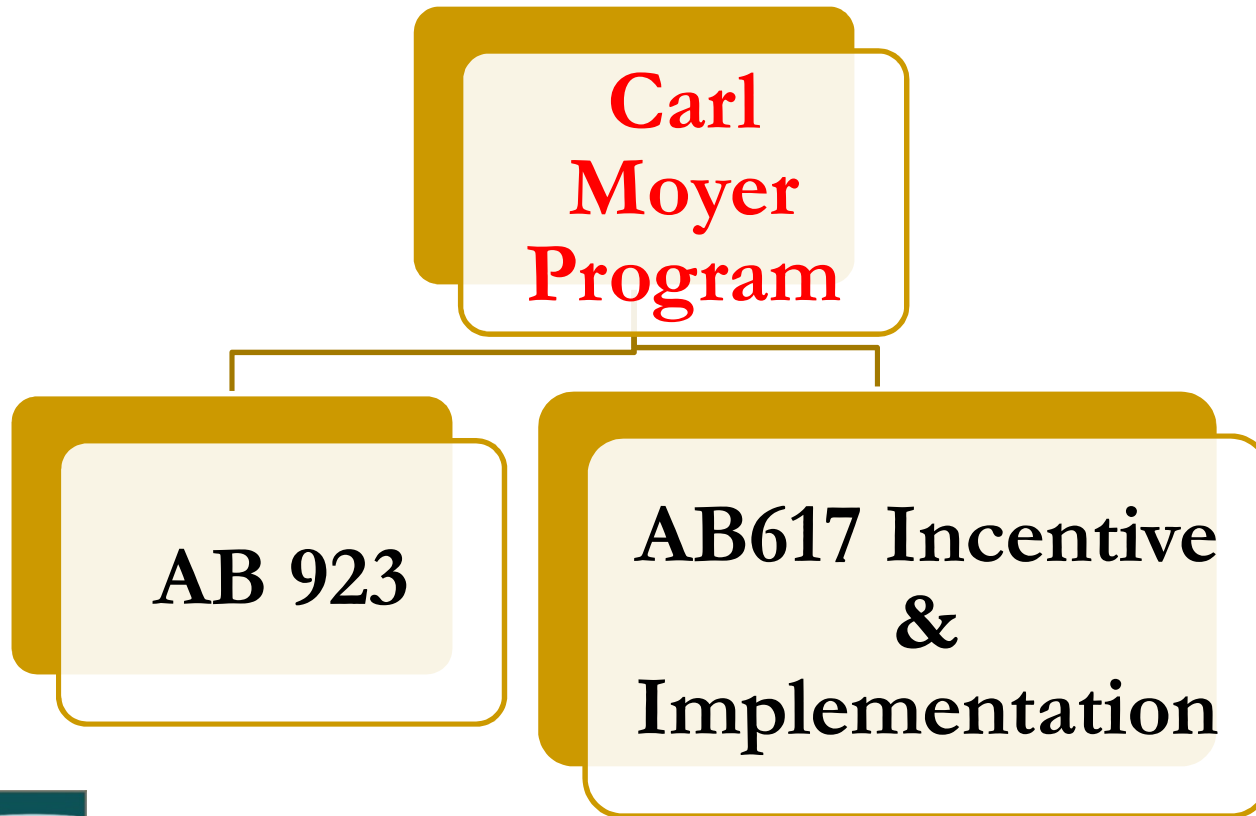 Carl
Moyer
Program
AB 923
AB617 Incentive
&
Implementation